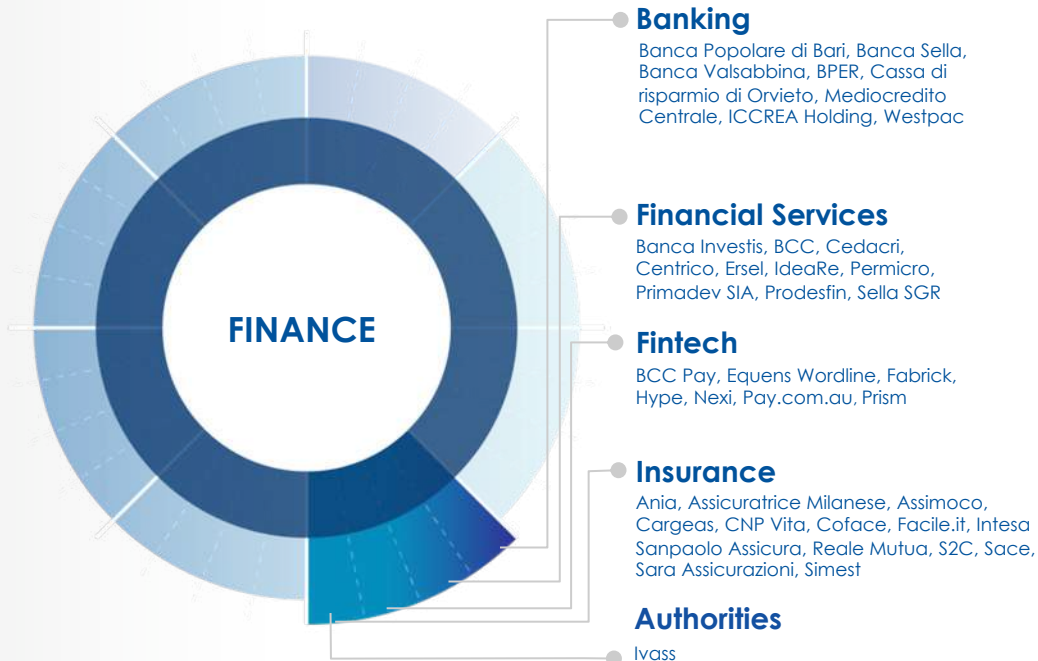 Banking
Banca Popolare di Bari, Banca Sella,
Banca Valsabbina, BPER, Cassa di
risparmio di Orvieto, Mediocredito
Centrale, ICCREA Holding, Westpac
Financial Services
Banca Investis, BCC, Cedacri,
Centrico, Ersel, IdeaRe, Permicro,
Primadev SIA, Prodesfin, Sella SGR
FINANCE
Fintech
BCC Pay, Equens Wordline, Fabrick,
Hype, Nexi, Pay.com.au, Prism
Insurance
Ania, Assicuratrice Milanese, Assimoco,
Cargeas, CNP Vita, Coface, Facile.it, Intesa
Sanpaolo Assicura, Reale Mutua, S2C, Sace,
Sara Assicurazioni, Simest
Authorities
Ivass